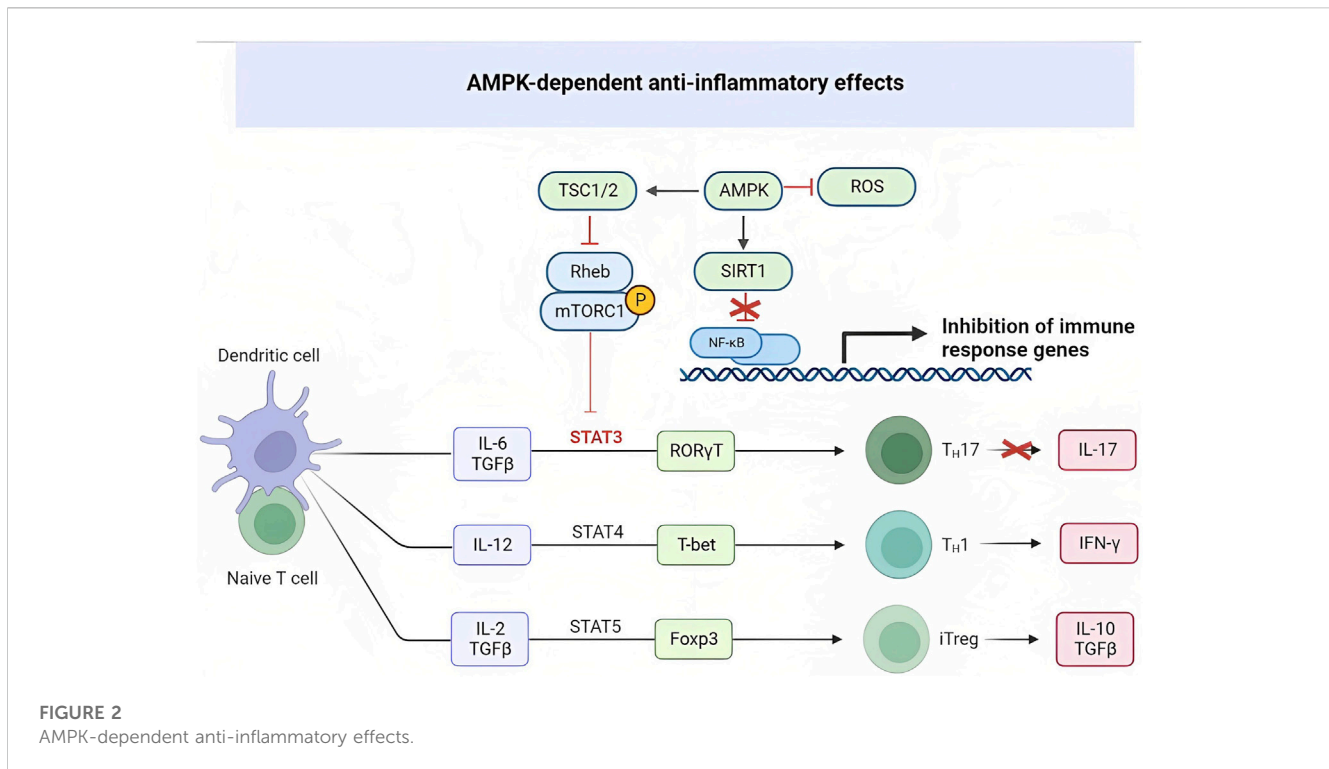 AMPK-dependent anti-inflammatory effects
TSC1/2
AMPK
ROS
Rheb
SIRT1
mTORC1
P
NF-κB
Inhibition of immune
response genes
Dendritic cell
Naive T cell
IL-6
TGFβ
STAT3
RORγT
TH17
IL-17
IL-12
STAT4
T-bet
TH1
IFN-γ
IL-2
TGFβ
STAT5
Foxp3
iTreg
IL-10
TGFβ
FIGURE 2
AMPK-dependent anti-inflammatory effects.